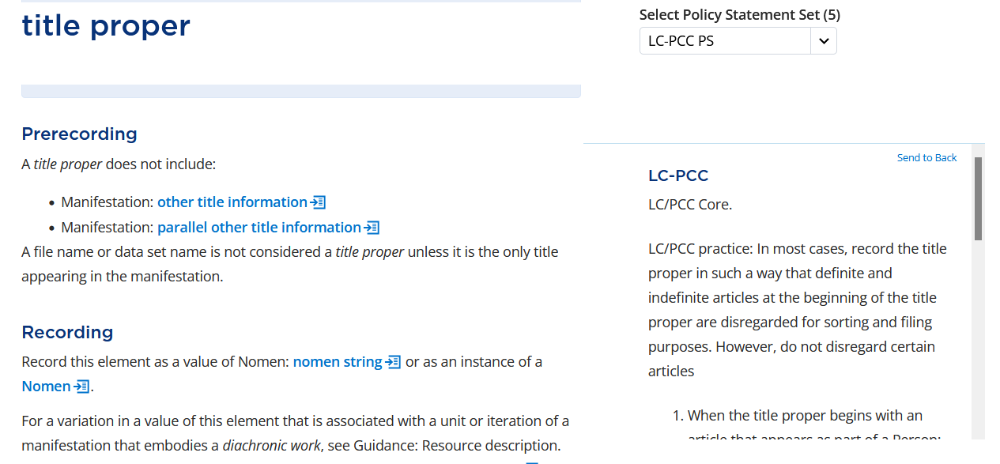 title proper
Prerecording
A title proper does not include:
• Manifestation: other title information
• Manifestation: parallel other title information
A file name or data set name is not considered a title proper unless it is the only title
appearing in the manifestation.
Recording
Record this element as a value of Nomen: nomen string or as an instance of a
Nomen.
For a variation in a value of this element that is associated with a unit or iteration of a
manifestation that embodies a diachronic work, see Guidance: Resource description.
Select Policy Statement Set (5)
LC-PCC PS
Send to Back
LC-PCC
LC/PCC Core.
LC/PCC practice: In most cases, record the title
proper in such a way that definite and
indefinite articles at the beginning of the title
proper are disregarded for sorting and filing
purposes. However, do not disregard certain
articles
1. When the title proper begins with an
article that appears as part of a Person: